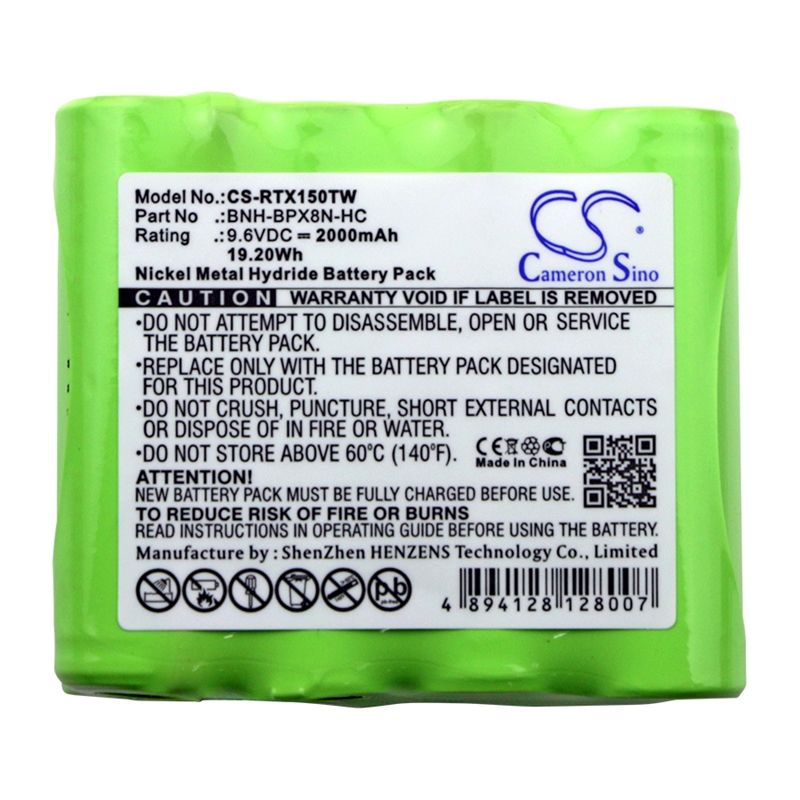 Model No.: CS-RTX150TW
Part No :BNH-BPX8N-HC
Rating :9.6VDC ⎓ 2000mAh
19.20Wh
Nickel Metal Hydride Battery Pack
CS
Cameron Sino
CAUTION WARRANTY VOID IF LABEL IS REMOVED
•DO NOT ATTEMPT TO DISASSEMBLE, OPEN OR SERVICE
THE BATTERY PACK.
•REPLACE ONLY WITH THE BATTERY PACK DESIGNATED
FOR THIS PRODUCT.
•DO NOT CRUSH, PUNCTURE, SHORT EXTERNAL CONTACTS
OR DISPOSE OF IN FIRE OR WATER.
•DO NOT STORE ABOVE 60°C (140°F).
CE
Made In China
ATTENTION!
NEW BATTERY PACK MUST BE FULLY CHARGED BEFORE USE.
TO REDUCE RISK OF FIRE OR BURNS
READ INSTRUCTIONS IN OPERATING GUIDE BEFORE USING THE BATTERY.
Manufacture by : ShenZhen HENZENS Technology Co., Limited
Pb
4 894128 128007